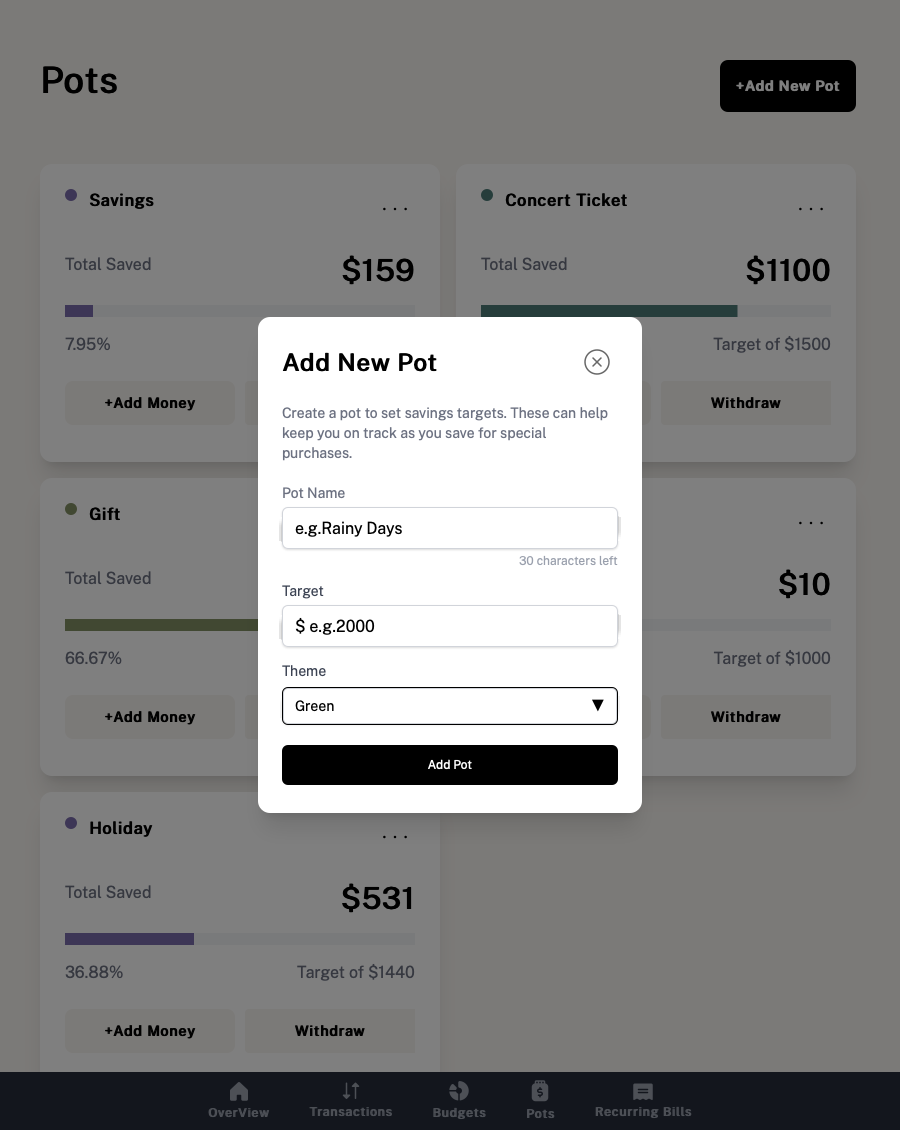 Pots
+Add New Pot
Savings
...
Total Saved
$159
7.95%
+Add Money
Concert Ticket
...
Total Saved
$1100
Target of $1500
Withdraw
Add New Pot
Create a pot to set savings targets. These can help
keep you on track as you save for special
purchases.
Pot Name
e.g.Rainy Days
30 characters left
Target
$ e.g.2000
Theme
Green
Add Pot
Gift
Total Saved
66.67%
+Add Money
...
$10
Target of $1000
Withdraw
Holiday
...
Total Saved
$531
36.88%
Target of $1440
+Add Money
Withdraw
OverView
Transactions
Budgets
Pots
Recurring Bills